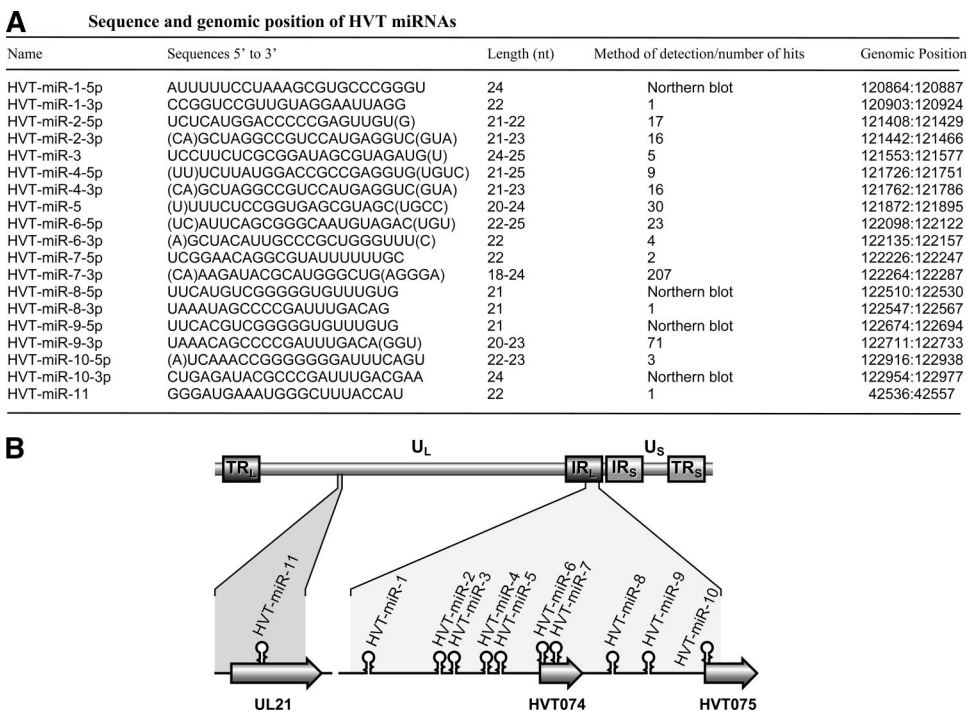 A
Sequence and genomic position of HVT miRNAs
Name Sequences 5' to 3' Length (nt) Method of detection/number of hits Genomic Position
HVT-miR-1-5p AUUUUUCCUAAAGCGUGCCCGGGU 24 Northern blot 120864:120887
HVT-miR-1-3p CCGGUCCGUUGUAGGAAUUAGG 22 1 120903:120924
HVT-miR-2-5p UCUCAUGGACCCCCGAGUUGU(G) 21-22 17 121408:121429
HVT-miR-2-3p (CA)GCUAGGCCGUCCAUGAGGUC(GUA) 21-23 16 121442:121466
HVT-miR-3 UCCUUCUCGCGGAUAGCGUAGAUG(U) 24-25 5 121553:121577
HVT-miR-4-5p (UU)UCUUAUGGACCGCCGAGGUG(UGUC) 21-25 9 121726:121751
HVT-miR-4-3p (CA)GCUAGGCCGUCCAUGAGGUC(GUA) 21-23 16 121762:121786
HVT-miR-5 (U)UUUCUCCGGUGAGCGUAGC(UGCC) 20-24 30 121872:121895
HVT-miR-6-5p (UC)AUUCAGCGGGCAAUGUAGAC(UGU) 22-25 23 122098:122122
HVT-miR-6-3p (A)GCUACAUUGCCCGCUGGGUUU(C) 22 4 122135:122157
HVT-miR-7-5p UCGGAACAGGCGUAUUUUUUGC 22 2 122226:122247
HVT-miR-7-3p (CA)AAGAUACGCAUGGGCUG(AGGGA) 18-24 207 122264:122287
HVT-miR-8-5p UUCAUGUCGGGGGUGUUUGUG 21 Northern blot 122510:122530
HVT-miR-8-3p UAAAUAGCCCCGAUUUGACAG 21 1 122547:122567
HVT-miR-9-5p UUCACGUCGGGGGUGUUUGUG 21 Northern blot 122674:122694
HVT-miR-9-3p UAAACAGCCCCGAUUUGACA(GGU) 20-23 71 122711:122733
HVT-miR-10-5p (A)UCAAACCGGGGGGGAUUUCAGU 22-23 3 122916:122938
HVT-miR-10-3p CUGAGAUACGCCCGAUUUGACGAA 24 Northern blot 122954:122977
HVT-miR-11 GGGAUGAAAUGGGCUUUACCAU 22 1 42536:42557
B
UL US
TRL IRL IRS TRS
HVT-miR-11 HVT-miR-1 HVT-miR-2 HVT-miR-3 HVT-miR-4 HVT-miR-5 HVT-miR-6 HVT-miR-7 HVT-miR-8 HVT-miR-9 HVT-miR-10
UL21 HVT074 HVT075